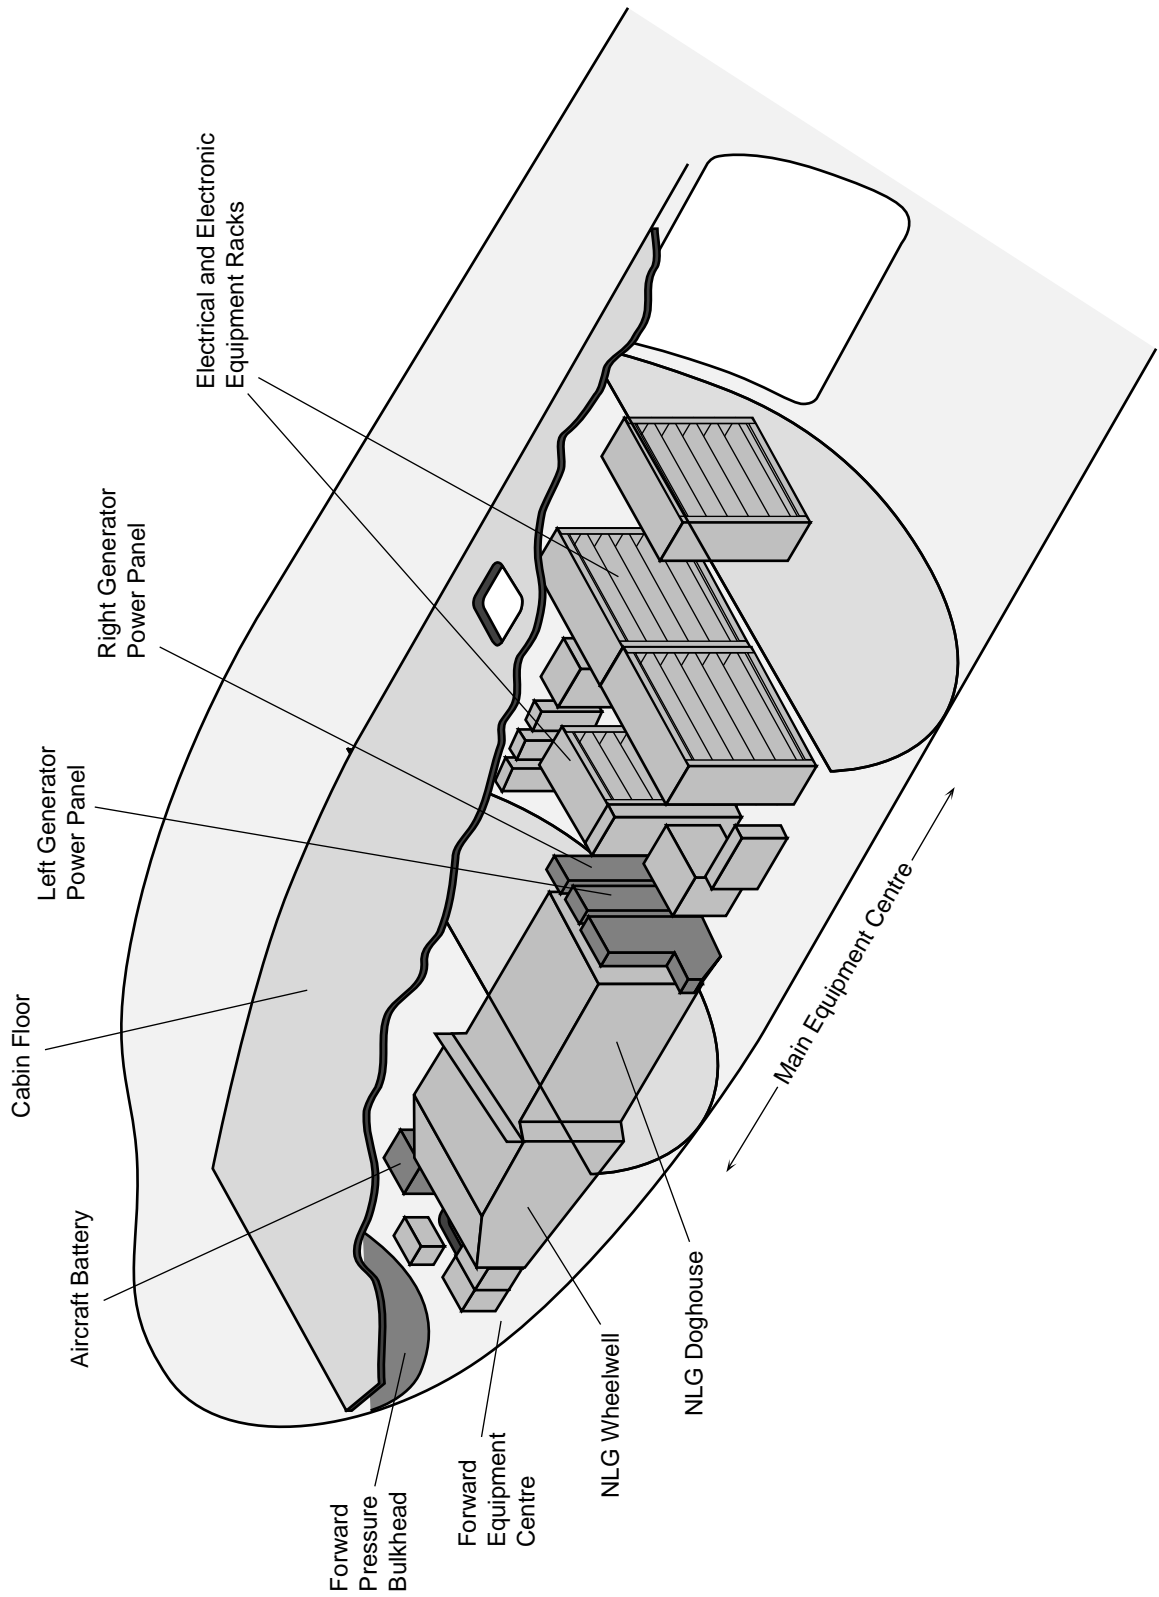 Electrical and Electronic
Equipment Racks
Right Generator
Power Panel
Left Generator
Power Panel
Cabin Floor
Aircraft Battery
Forward
Pressure
Bulkhead
Forward
Equipment
Centre
NLG Wheelwell
NLG Doghouse
Main Equipment Centre